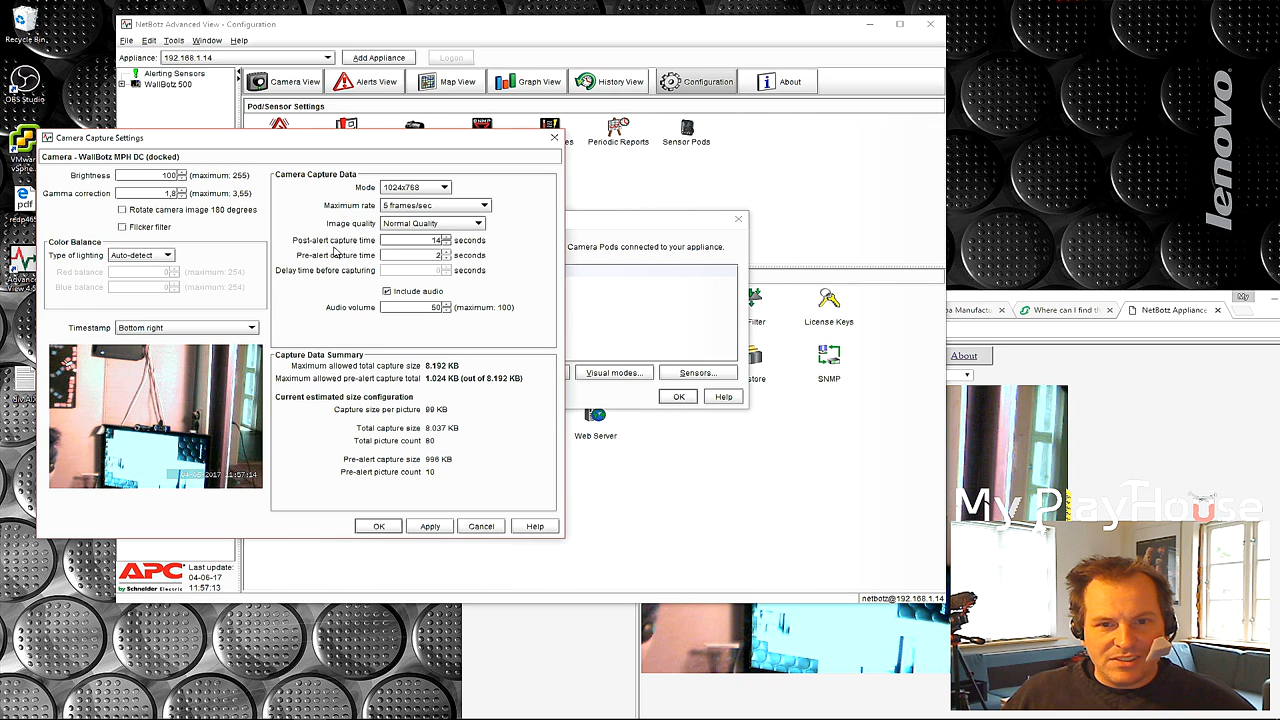 Recycle Bin
OBS Studio
NetBotz Advanced View - Configuration
File Edit Tools Window Help
Appliance: 192.168.1.14 Add Appliance Logon
Alerting Sensors
WallBotz 500
Camera View Alerts View Map View Graph View History View Configuration About
Pod/Sensor Settings
Periodic Reports
Sensor Pods
Camera Capture Settings
Camera - WallBotz MPH DC (docked)
Brightness 100 (maximum: 255)
Gamma correction 1,8 (maximum: 3,55)
Rotate camera image 180 degrees
Flicker filter
Color Balance
Type of lighting Auto-detect
Red balance 0 (maximum: 254)
Blue balance 0 (maximum: 254)
Timestamp Bottom right
Camera Capture Data
Mode 1024x768
Maximum rate 5 frames/sec
Image quality Normal Quality
Post-alert capture time 14 seconds
Pre-alert capture time 2 seconds
Delay time before capturing 0 seconds
Include audio
Audio volume 50 (maximum: 100)
Capture Data Summary
Maximum allowed total capture size 8.192 KB
Maximum allowed pre-alert capture total 1.024 KB (out of 8.192 KB)
Current estimated size configuration
Capture size per picture 99 KB
Total capture size 8.037 KB
Total picture count 80
Pre-alert capture size 996 KB
Pre-alert picture count 10
OK Apply Cancel Help
Camera Pods connected to your appliance.
Visual modes... Sensors...
OK Help
Filter
License Keys
SNMP
Web Server
APC
by Schneider Electric
Last update:
04-06-17
11:57:13
netbotz@192.168.1.14
lenovo
My
Where can I find th
NetBotz Appliance
About
My PlayHouse